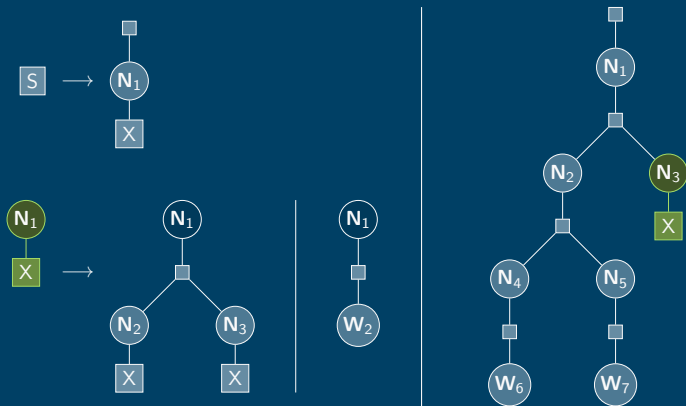 S → N₁
X
N₁
X → N₁
N₂ N₃
X X
N₁
W₂
N₁
N₂ N₃
X
N₄ N₅
W₆ W₇